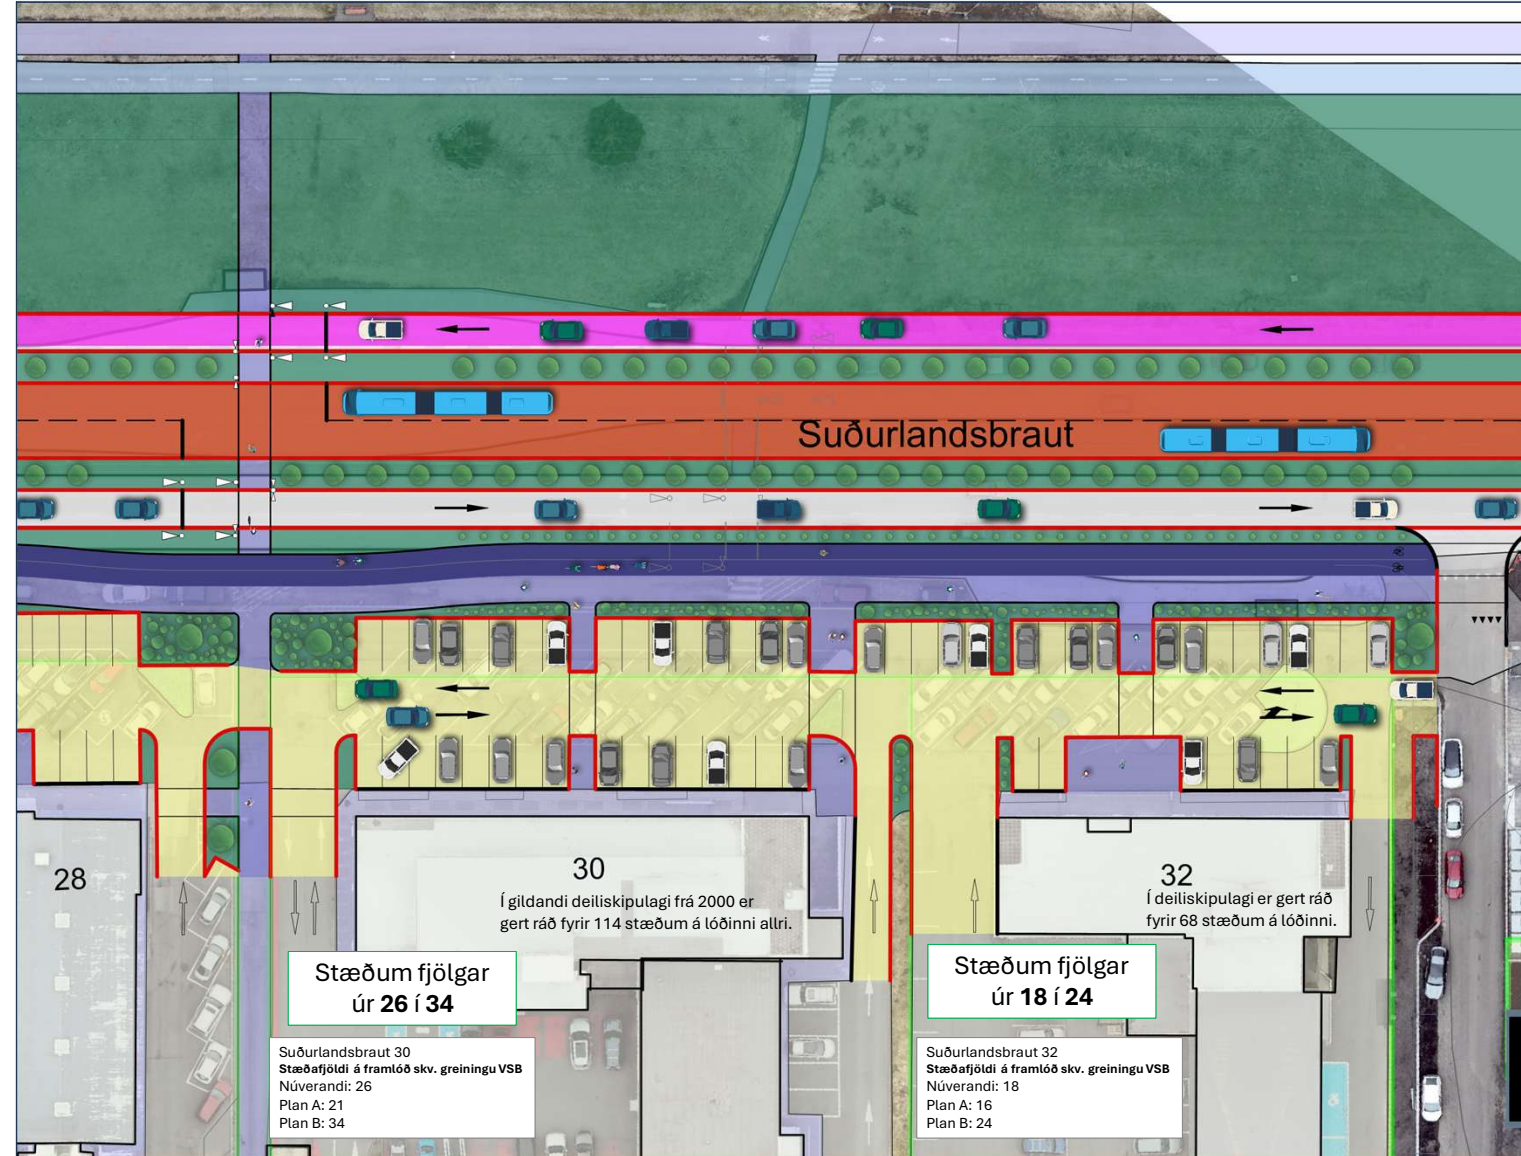 Suðurlandsbraut
28
30
Í gildandi deiliskipulagi frá 2000 er
gert ráð fyrir 114 stæðum á lóðinni allri.
32
Í deiliskipulagi er gert ráð
fyrir 68 stæðum á lóðinni.
Stæðum fjölgar
úr 26 í 34
Stæðum fjölgar
úr 18 í 24
Suðurlandsbraut 30
Stæðafjöldi á framlóð skv. greiningu VSB
Núverandi: 26
Plan A: 21
Plan B: 34
Suðurlandsbraut 32
Stæðafjöldi á framlóð skv. greiningu VSB
Núverandi: 18
Plan A: 16
Plan B: 24